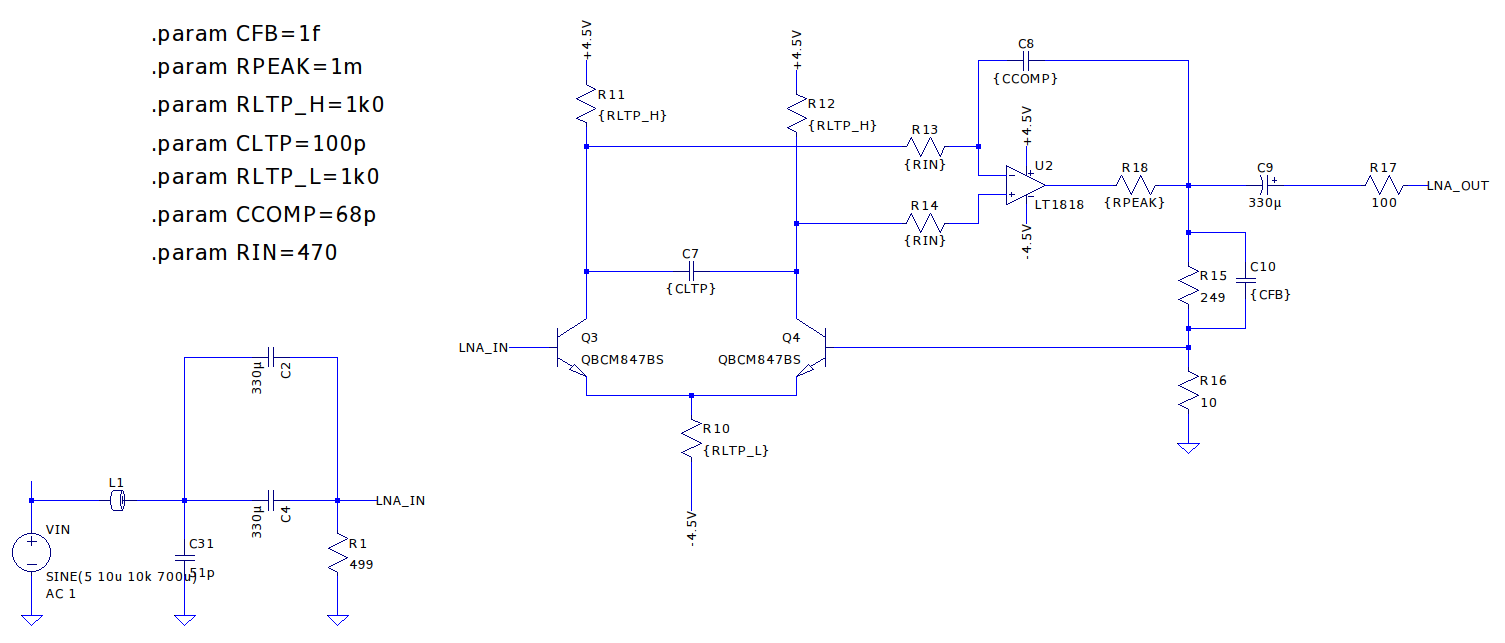 .param CFB=1f
.param RPEAK=1m
.param RLTP_H=1k0
.param CLTP=100p
.param RLTP_L=1k0
.param CCOMP=68p
.param RIN=470
+4.5V
R11
{RLTP_H}
+4.5V
R12
{RLTP_H}
C8
{CCOMP}
R13
{RIN}
+4.5V
U2
LT1818
-4.5V
R14
{RIN}
R18
{RPEAK}
C9
+
330µ
R17
100
LNA_OUT
C7
{CLTP}
R15
249
C10
{CFB}
LNA_IN
Q3
QBCM847BS
Q4
QBCM847BS
R16
10
R10
{RLTP_L}
-4.5V
330µ
C2
L1
330µ
C4
LNA_IN
VIN
SINE(5 10u 10k 700u)
AC 1
C31
51p
R1
499